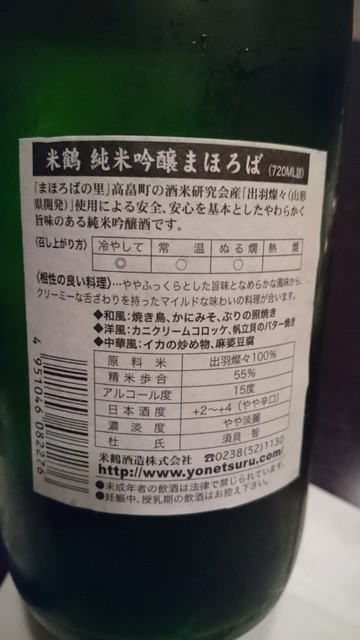 米鶴 純米吟醸まほろば (720ML詰)
「まほろばの里」高畠町の酒米研究会産「出羽燦々(山形
県開発)」使用による安全、安心を基本としたやわらかく
旨味のある純米吟醸酒です。
(召し上がり方) 冷やして 常温 ぬる燗 熱燗
◎ ○ ○
〈相性の良い料理〉…ややふっくらとした旨味となめらかな風味から、
クリーミーな舌ざわりを持ったマイルドな味わいの料理が合います。
◆和風:焼き鳥、かにみそ、ぶりの照焼き
◆洋風:カニクリームコロッケ、帆立貝のバター焼き
◆中華風:イカの炒め物、麻婆豆腐
原料米 出羽燦々100%
精米歩合 55%
アルコール度 15度
日本酒度 +2~+4(やや辛口)
濃淡度 やや淡麗
杜氏 須貝 智
米鶴酒造株式会社 ☎0238(52)1130
http://www.yonetsuru.com/
●未成年者の飲酒は法律で禁じられています。
●妊娠中、授乳期の飲酒はお控え下さい。
4 951046 085276